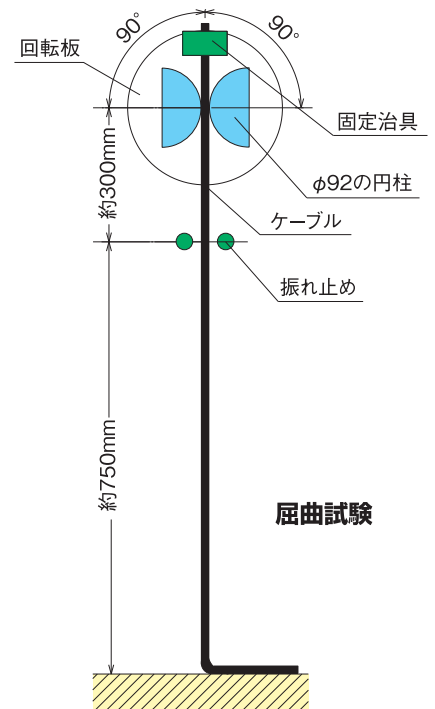 90°
90°
回転板
固定治具
φ92の円柱
約300mm
ケーブル
振れ止め
約750mm
屈曲試験